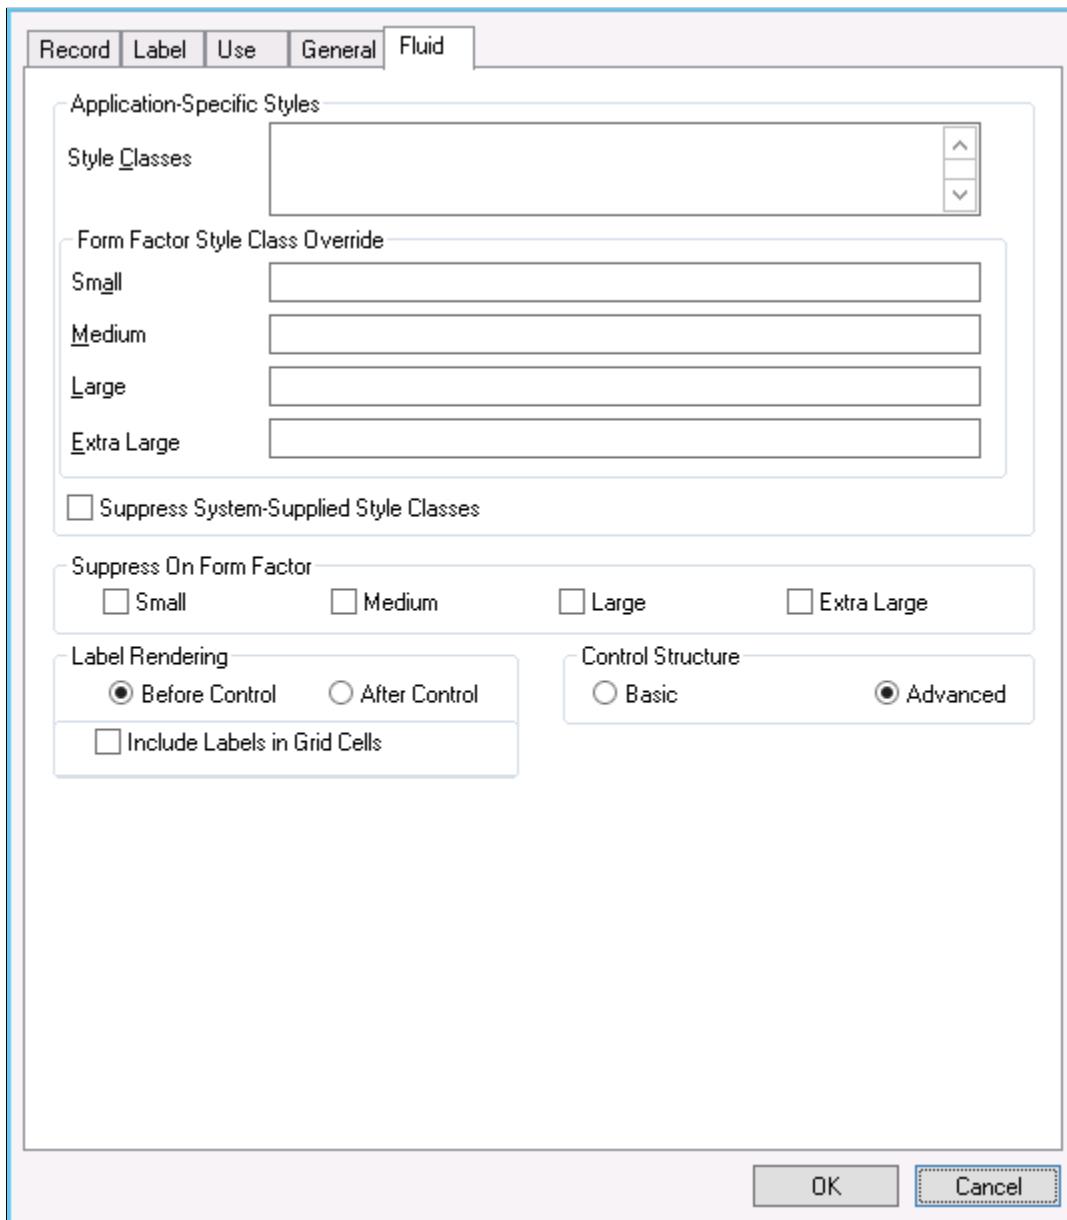 Record Label Use General Fluid
Application-Specific Styles
Style Classes
Form Factor Style Class Override
Small
Medium
Large
Extra Large
Suppress System-Supplied Style Classes
Suppress On Form Factor
Small Medium Large Extra Large
Label Rendering Control Structure
Before Control After Control Basic Advanced
Include Labels in Grid Cells
OK Cancel